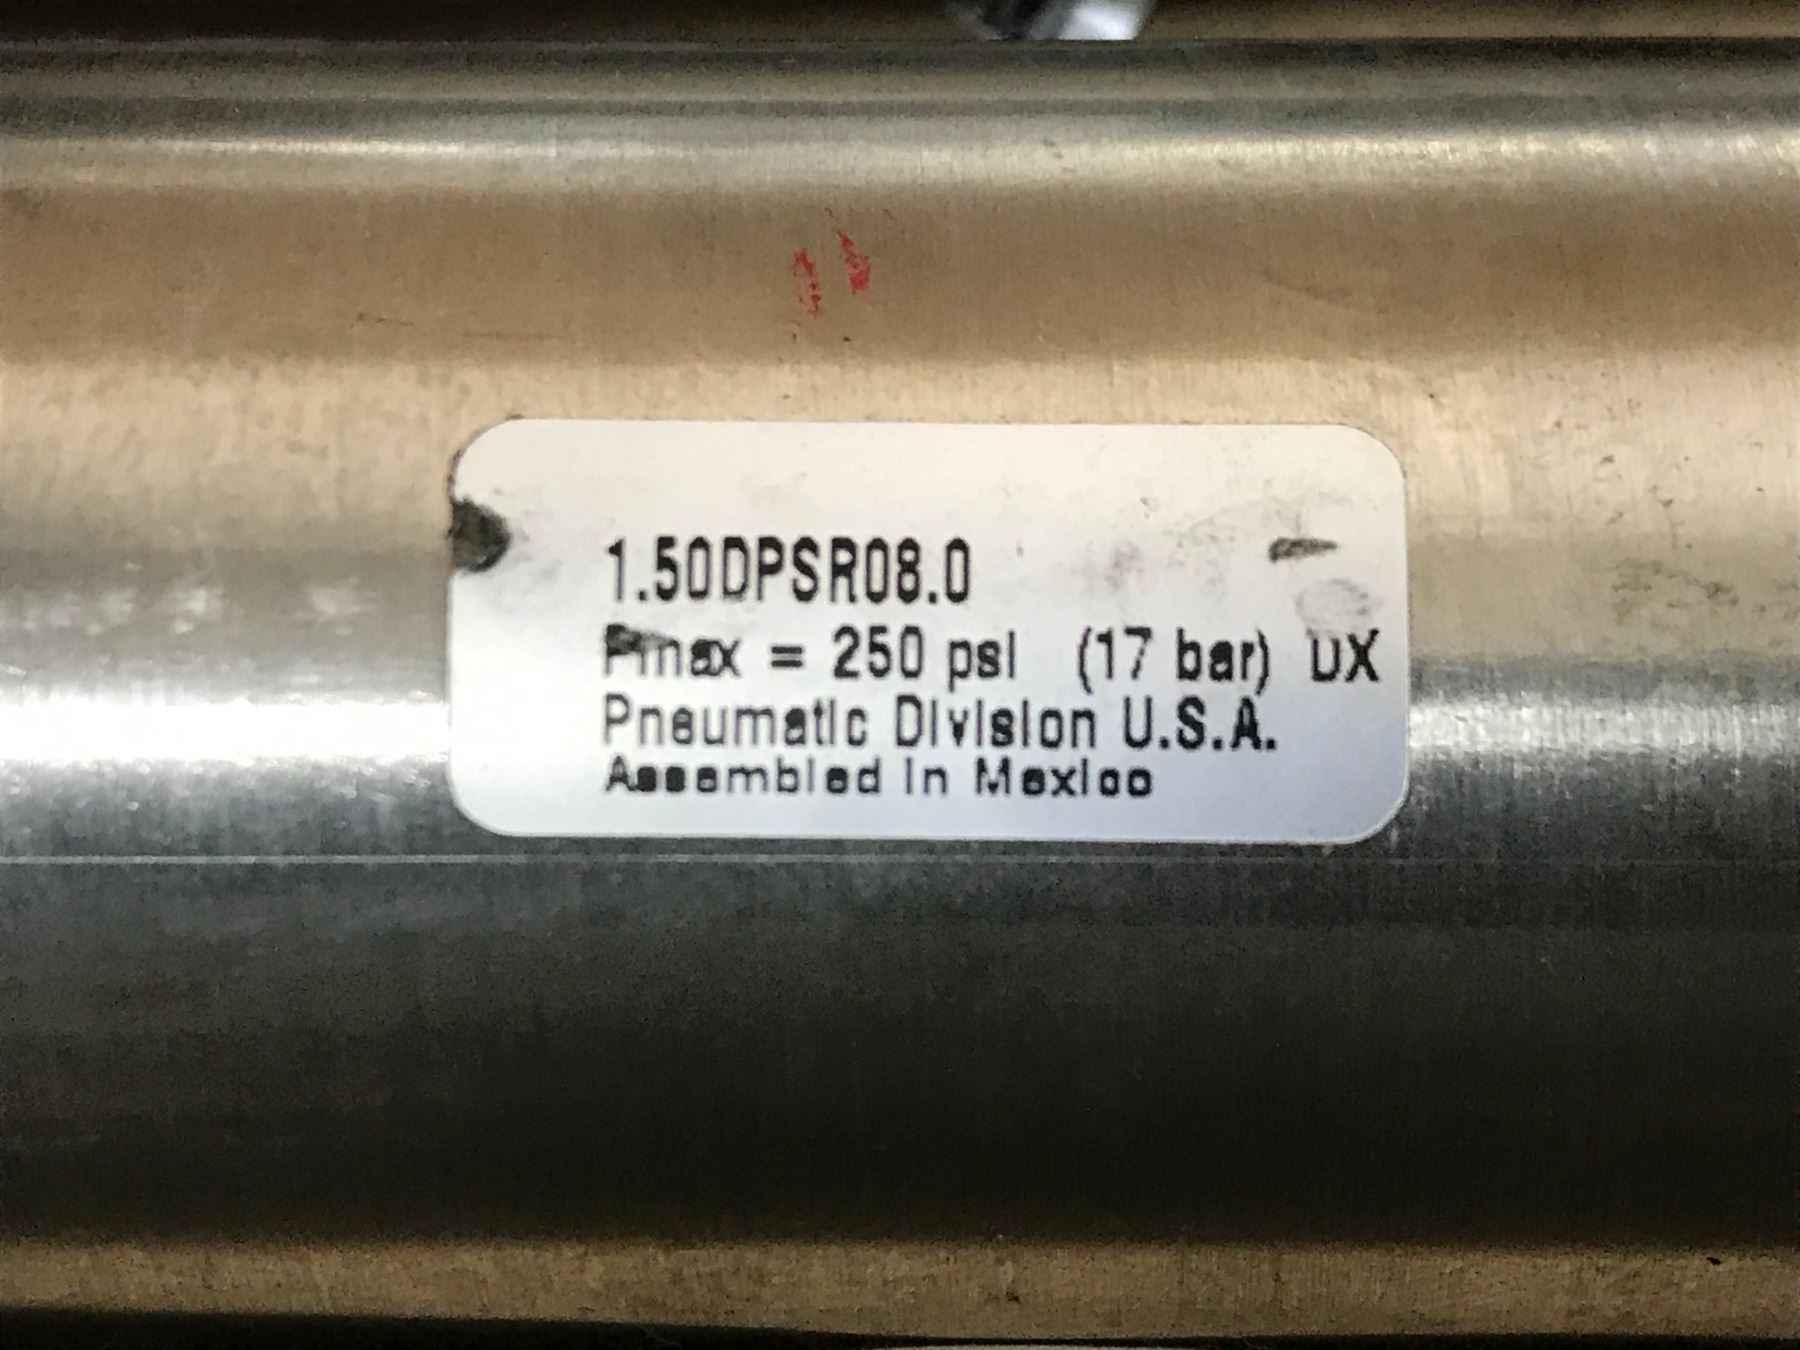 1.50DPSR08.0
Pmax = 250 psi (17 bar) DX
Pneumatic Division U.S.A.
Assembled in Mexico